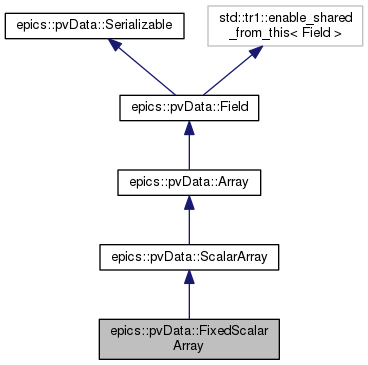 epics::pvData::Serializable
std::tr1::enable_shared
_from_this< Field >
epics::pvData::Field
epics::pvData::Array
epics::pvData::ScalarArray
epics::pvData::FixedScalar
Array